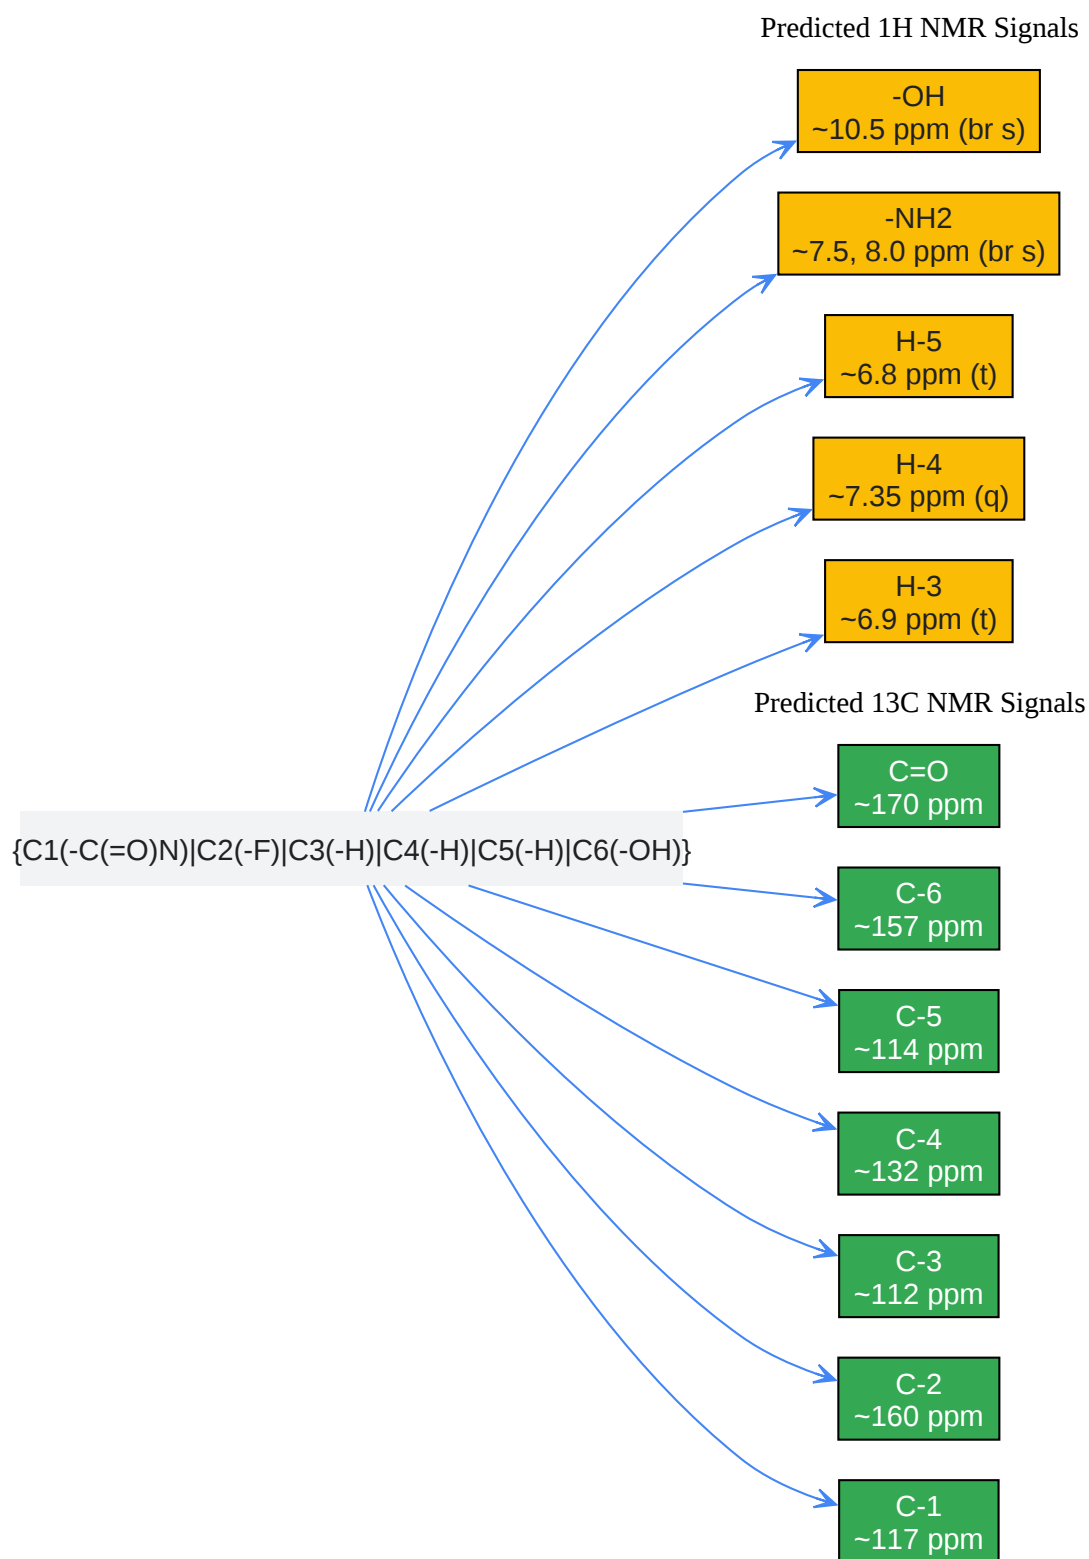 Predicted 1H NMR Signals
-OH
~10.5 ppm (br s)
-NH2
~7.5, 8.0 ppm (br s)
H-5
~6.8 ppm (t)
H-4
~7.35 ppm (q)
H-3
~6.9 ppm (t)
Predicted 13C NMR Signals
C=O
~170 ppm
{C1(-C(=O)N)|C2(-F)|C3(-H)|C4(-H)|C5(-H)|C6(-OH)}
C-6
~157 ppm
C-5
~114 ppm
C-4
~132 ppm
C-3
~112 ppm
C-2
~160 ppm
C-1
~117 ppm